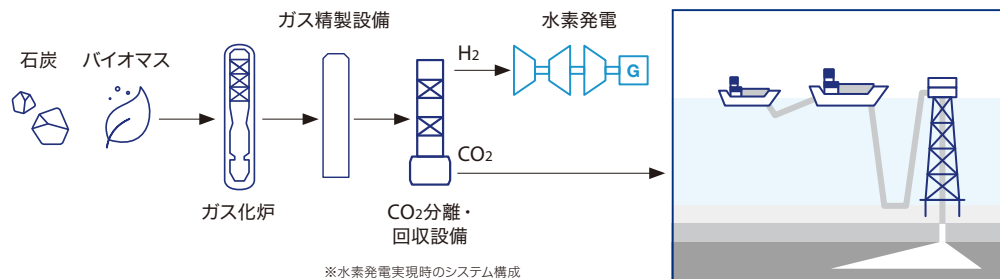 石炭
バイオマス
ガス精製設備
水素発電
H2
G
CO2
ガス化炉
CO2分離・
回収設備
※水素発電実現時のシステム構成